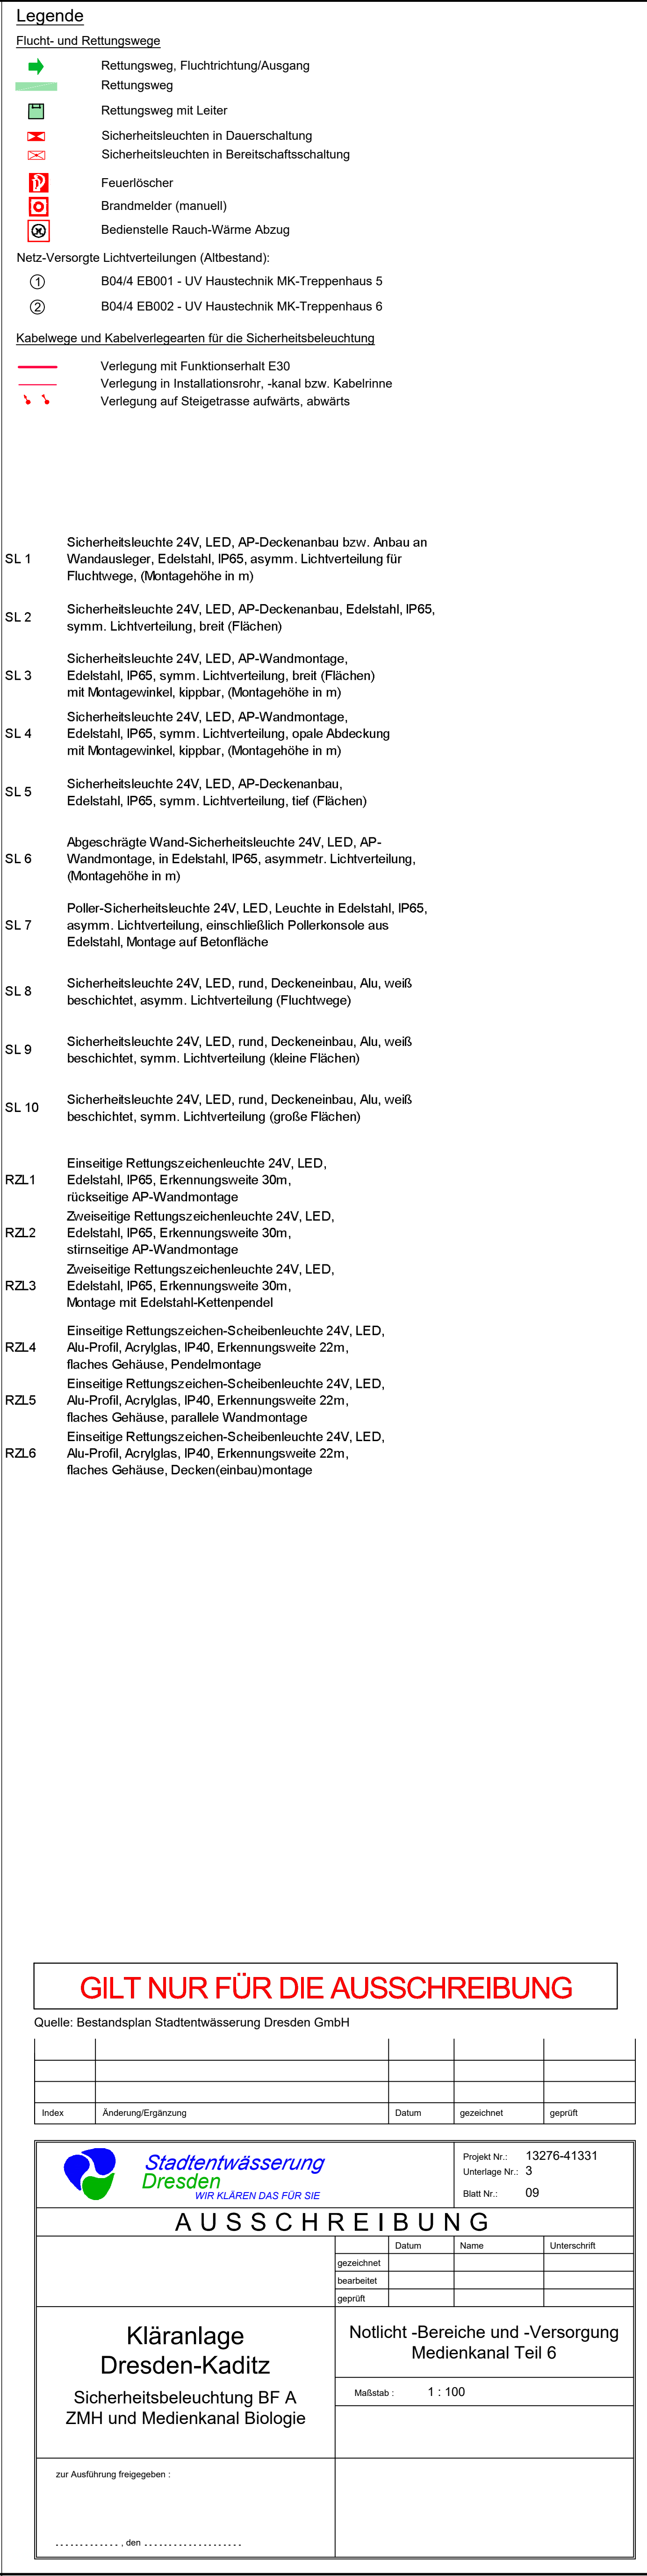 Legende
Flucht- und Rettungswege
Rettungsweg, Fluchtrichtung/Ausgang
Rettungsweg
Rettungsweg mit Leiter
Sicherheitsleuchten in Dauerschaltung
Sicherheitsleuchten in Bereitschaftsschaltung
Feuerlöscher
Brandmelder (manuell)
Bedienstelle Rauch-Wärme Abzug
Netz-Versorgte Lichtverteilungen (Altbestand):
1 B04/4 EB001 - UV Haustechnik MK-Treppenhaus 5
2 B04/4 EB002 - UV Haustechnik MK-Treppenhaus 6
Kabelwege und Kabelverlegearten für die Sicherheitsbeleuchtung
Verlegung mit Funktionserhalt E30
Verlegung in Installationsrohr, -kanal bzw. Kabelrinne
Verlegung auf Steigetrasse aufwärts, abwärts
Sicherheitsleuchte 24V, LED, AP-Deckenanbau bzw. Anbau an
SL 1 Wandausleger, Edelstahl, IP65, asymm. Lichtverteilung für
Fluchtwege, (Montagehöhe in m)
SL 2 Sicherheitsleuchte 24V, LED, AP-Deckenanbau, Edelstahl, IP65,
symm. Lichtverteilung, breit (Flächen)
Sicherheitsleuchte 24V, LED, AP-Wandmontage,
SL 3 Edelstahl, IP65, symm. Lichtverteilung, breit (Flächen)
mit Montagewinkel, kippbar, (Montagehöhe in m)
Sicherheitsleuchte 24V, LED, AP-Wandmontage,
SL 4 Edelstahl, IP65, symm. Lichtverteilung, opale Abdeckung
mit Montagewinkel, kippbar, (Montagehöhe in m)
SL 5 Sicherheitsleuchte 24V, LED, AP-Deckenanbau,
Edelstahl, IP65, symm. Lichtverteilung, tief (Flächen)
Abgeschrägte Wand-Sicherheitsleuchte 24V, LED, AP-
SL 6 Wandmontage, in Edelstahl, IP65, asymmetr. Lichtverteilung,
(Montagehöhe in m)
Poller-Sicherheitsleuchte 24V, LED, Leuchte in Edelstahl, IP65,
SL 7 asymm. Lichtverteilung, einschließlich Pollerkonsole aus
Edelstahl, Montage auf Betonfläche
SL 8 Sicherheitsleuchte 24V, LED, rund, Deckeneinbau, Alu, weiß
beschichtet, asymm. Lichtverteilung (Fluchtwege)
SL 9 Sicherheitsleuchte 24V, LED, rund, Deckeneinbau, Alu, weiß
beschichtet, symm. Lichtverteilung (kleine Flächen)
SL 10 Sicherheitsleuchte 24V, LED, rund, Deckeneinbau, Alu, weiß
beschichtet, symm. Lichtverteilung (große Flächen)
Einseitige Rettungszeichenleuchte 24V, LED,
RZL1 Edelstahl, IP65, Erkennungsweite 30m,
rückseitige AP-Wandmontage
Zweiseitige Rettungszeichenleuchte 24V, LED,
RZL2 Edelstahl, IP65, Erkennungsweite 30m,
stirnseitige AP-Wandmontage
Zweiseitige Rettungszeichenleuchte 24V, LED,
RZL3 Edelstahl, IP65, Erkennungsweite 30m,
Montage mit Edelstahl-Kettenpendel
Einseitige Rettungszeichen-Scheibenleuchte 24V, LED,
RZL4 Alu-Profil, Acrylglas, IP40, Erkennungsweite 22m,
flaches Gehäuse, Pendelmontage
Einseitige Rettungszeichen-Scheibenleuchte 24V, LED,
RZL5 Alu-Profil, Acrylglas, IP40, Erkennungsweite 22m,
flaches Gehäuse, parallele Wandmontage
Einseitige Rettungszeichen-Scheibenleuchte 24V, LED,
RZL6 Alu-Profil, Acrylglas, IP40, Erkennungsweite 22m,
flaches Gehäuse, Decken(einbau)montage
GILT NUR FÜR DIE AUSSCHREIBUNG
Quelle: Bestandsplan Stadtentwässerung Dresden GmbH
Index Änderung/Ergänzung Datum gezeichnet geprüft
Stadtentwässerung
Dresden
WIR KLÄREN DAS FÜR SIE
Projekt Nr.: 13276-41331
Unterlage Nr.: 3
Blatt Nr.: 09
AUSSCHREIBUNG
Datum Name Unterschrift
gezeichnet
bearbeitet
geprüft
Kläranlage
Dresden-Kaditz
Sicherheitsbeleuchtung BF A
ZMH und Medienkanal Biologie
Notlicht -Bereiche und -Versorgung
Medienkanal Teil 6
Maßstab : 1 : 100
zur Ausführung freigegeben :
............. , den ....................